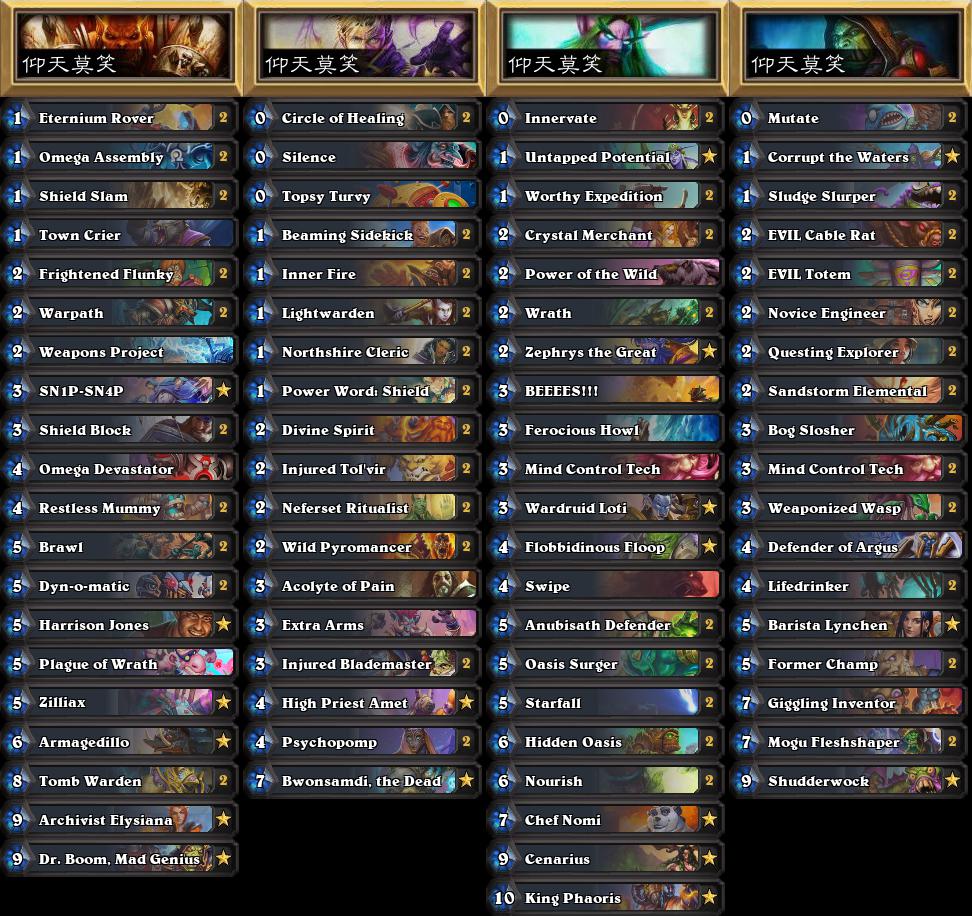 仰天莫笑
1 Eternium Rover 2
1 Omega Assembly 2
1 Shield Slam 2
1 Town Crier
2 Frightened Flunky 2
2 Warpath 2
2 Weapons Project
3 SN1P-SN4P
3 Shield Block 2
4 Omega Devastator 2
4 Restless Mummy 2
5 Brawl 2
5 Dyn-o-matic 2
5 Harrison Jones
5 Plague of Wrath
5 Zilliax
6 Armagedillo
8 Tomb Warden 2
9 Archivist Elysiana
9 Dr. Boom, Mad Genius
仰天莫笑
0 Circle of Healing 2
0 Silence
0 Topsy Turvy
1 Beaming Sidekick 2
1 Inner Fire 2
1 Lightwarden 2
1 Northshire Cleric 2
1 Power Word: Shield 2
2 Divine Spirit 2
2 Injured Tol'vir 2
2 Neferset Ritualist 2
2 Wild Pyromancer 2
3 Acolyte of Pain
3 Extra Arms
3 Injured Blademaster 2
4 High Priest Amet
4 Psychopomp 2
7 Bwonsamdi, the Dead
仰天莫笑
0 Innervate 2
1 Untapped Potential
1 Worthy Expedition 2
2 Crystal Merchant 2
2 Power of the Wild
2 Wrath 2
2 Zephrys the Great
3 BEEEES!!! 2
3 Ferocious Howl
3 Mind Control Tech
3 Wardruid Loti
4 Flobbidinous Floop
4 Swipe
5 Anubisath Defender 2
5 Oasis Surger 2
5 Starfall 2
6 Hidden Oasis 2
6 Nourish 2
7 Chef Nomi
9 Cenarius
10 King Phaoris
仰天莫笑
0 Mutate 2
1 Corrupt the Waters
1 Sludge Slurper 2
2 EVIL Cable Rat 2
2 EVIL Totem 2
2 Novice Engineer 2
2 Questing Explorer 2
2 Sandstorm Elemental 2
3 Bog Slosher 2
3 Mind Control Tech 2
3 Weaponized Wasp 2
4 Defender of Argus
4 Lifedrinker 2
5 Barista Lynchen
5 Former Champ 2
7 Giggling Inventor
7 Mogu Fleshshaper 2
9 Shudderwock